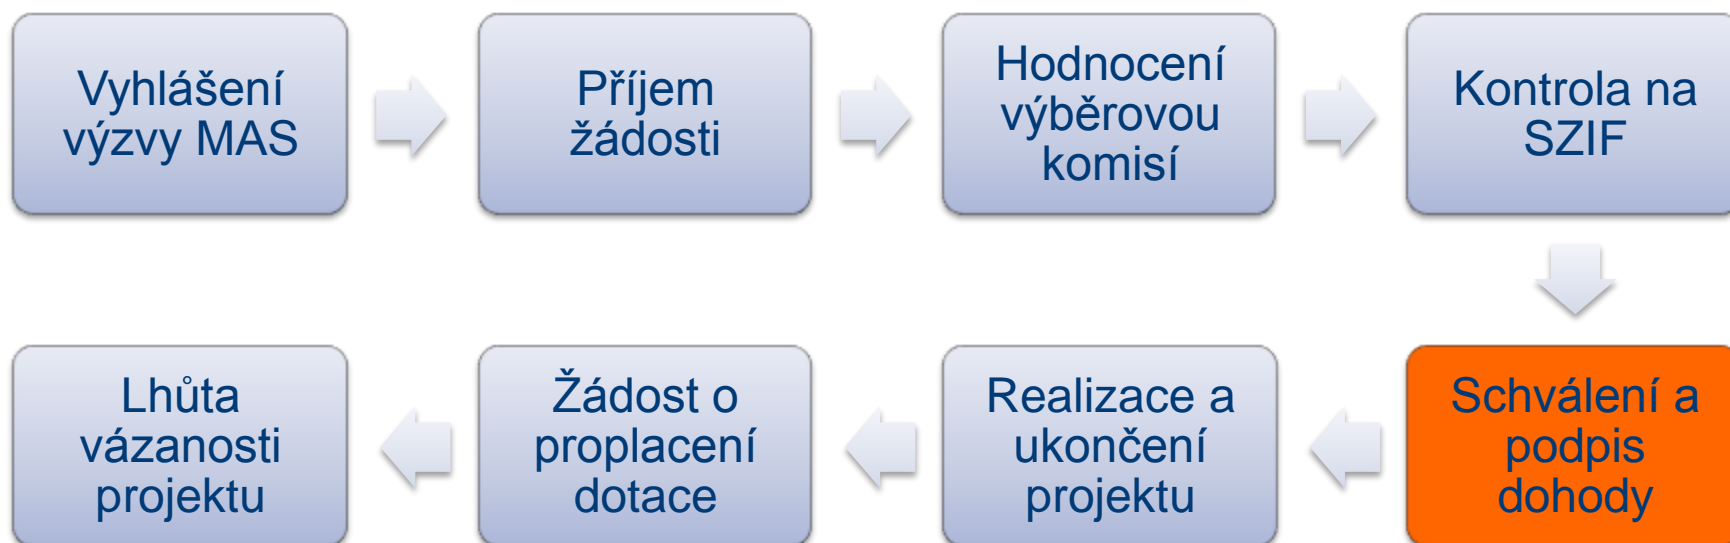 Vyhlášení
výzvy MAS
Příjem
žádosti
Hodnocení
výběrovou
komisí
Kontrola na
SZIF
Schválení a
podpis
dohody
Realizace a
ukončení
projektu
Žádost o
proplacení
dotace
Lhůta
vázanosti
projektu